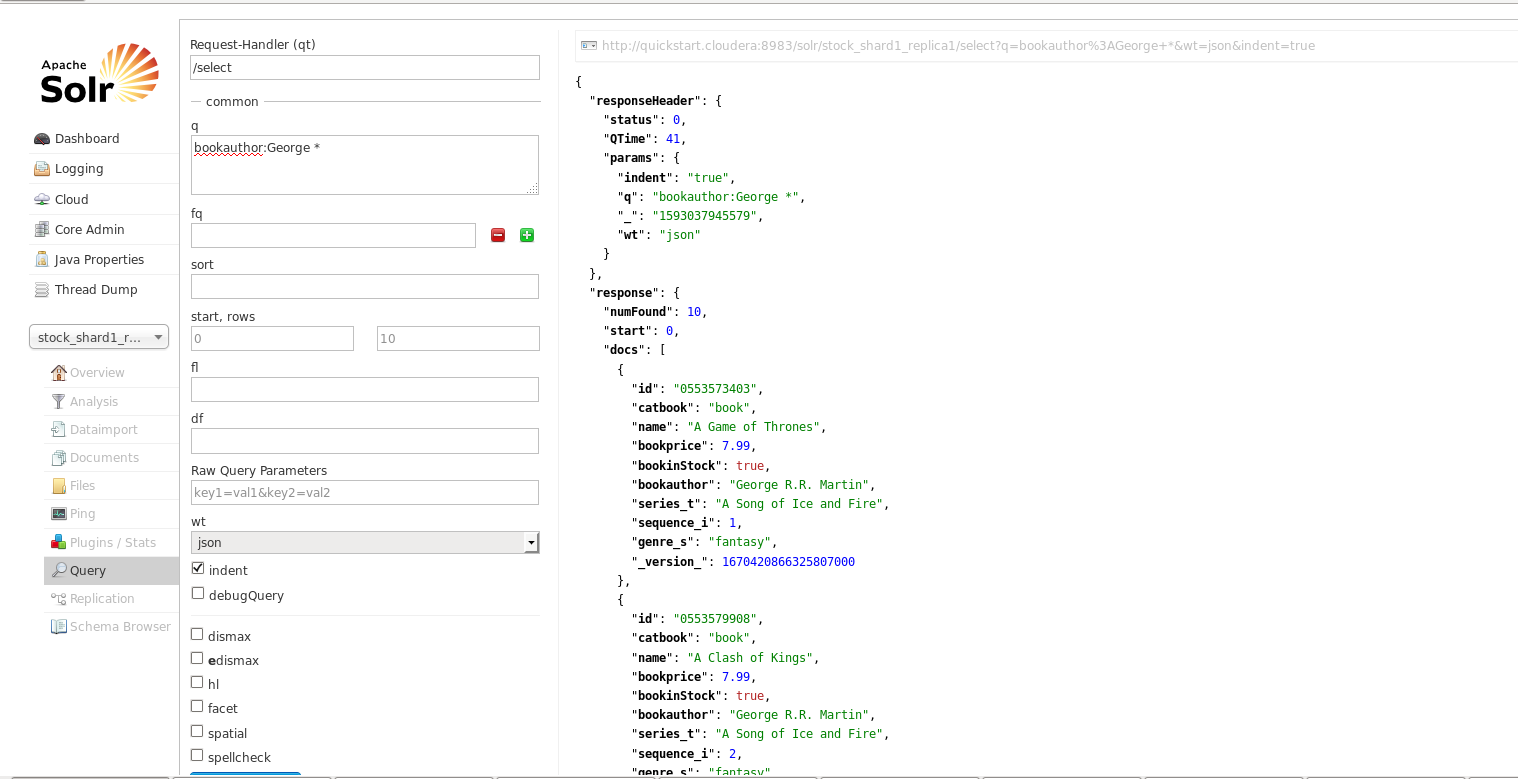 Apache
Solr
Dashboard
Logging
Cloud
Core Admin
Java Properties
Thread Dump
stock_shard1_r...
Overview
Analysis
Dataimport
Documents
Files
Ping
Plugins / Stats
Query
Replication
Schema Browser
Request-Handler (qt)
/select
common
q
bookauthor:George *
fq
sort
start, rows
0 10
fl
df
Raw Query Parameters
key1=val1&key2=val2
wt
json
indent
debugQuery
dismax
edismax
hl
facet
spatial
spellcheck
http://quickstart.cloudera:8983/solr/stock_shard1_replica1/select?q=bookauthor%3AGeorge+*&wt=json&indent=true
{
"responseHeader": {
"status": 0,
"QTime": 41,
"params": {
"indent": "true",
"q": "bookauthor:George *",
"_": "1593037945579",
"wt": "json"
}
},
"response": {
"numFound": 10,
"start": 0,
"docs": [
{
"id": "0553573403",
"catbook": "book",
"name": "A Game of Thrones",
"bookprice": 7.99,
"bookinStock": true,
"bookauthor": "George R.R. Martin",
"series_t": "A Song of Ice and Fire",
"sequence_i": 1,
"genre_s": "fantasy",
"_version_": 1670420866325807000
},
{
"id": "0553579908",
"catbook": "book",
"name": "A Clash of Kings",
"bookprice": 7.99,
"bookinStock": true,
"bookauthor": "George R.R. Martin",
"series_t": "A Song of Ice and Fire",
"sequence_i": 2,
"genre_s": "fantasy"